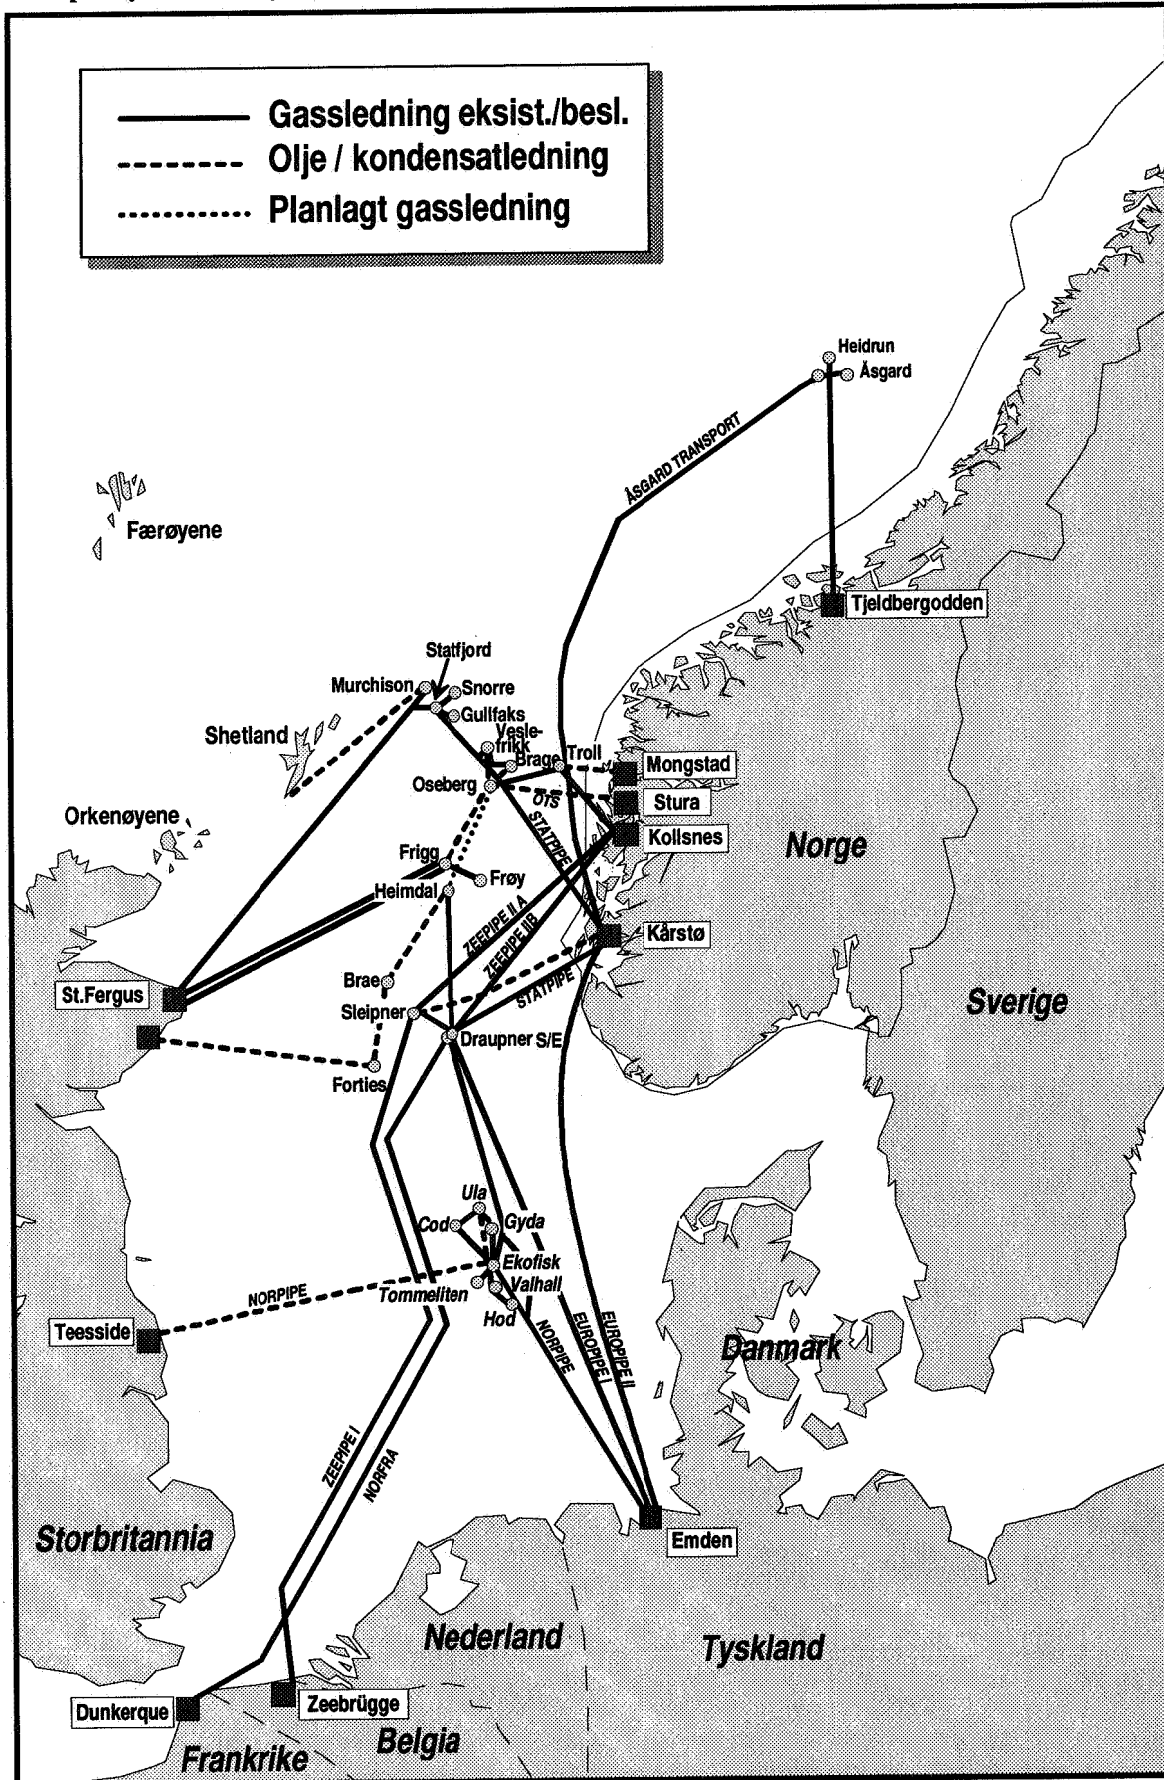 Gassledning eksist./besl.
Olje / kondensatledning
Planlagt gassledning
Heidrun
Åsgard
ÅSGARD TRANSPORT
Færøyene
Tjeldbergodden
Statfjord
Murchison
Snorre
Gullfaks
Shetland
Vesle-
frikk
Brage
Troll
Mongstad
Oseberg
OTS
Stura
Orkenøyene
STATPIPE
Kollsnes
Norge
Frigg
Frøy
Heimdal
ZEEPIPE II A
ZEEPIPE IIB
Kårstø
Brae
STATPIPE
St.Fergus
Sleipner
Sverige
Draupner S/E
Forties
Ula
Cod
Gyda
Ekofisk
NORPIPE
Tommeliten
Valhall
Hod
Teesside
NORPIPE
EUROPIPE I
EUROPIPE II
Danmark
ZEEPIPE I
NORFRA
Storbritannia
Emden
Nederland
Tyskland
Zeebrügge
Dunkerque
Belgia
Frankrike